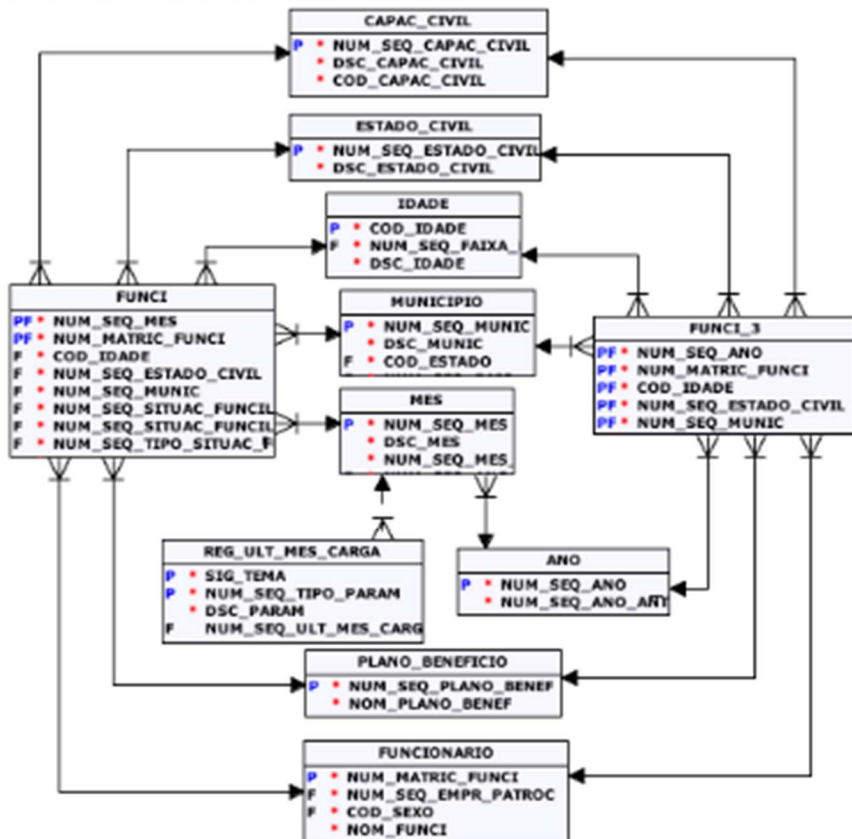 CAPAC_CIVIL
P * NUM_SEQ_CAPAC_CIVIL
* DSC_CAPAC_CIVIL
* COD_CAPAC_CIVIL
ESTADO_CIVIL
P * NUM_SEQ_ESTADO_CIVIL
* DSC_ESTADO_CIVIL
IDADE
P * COD_IDADE
F * NUM_SEQ_FAIXA_
* DSC_IDADE
FUNCI
PF * NUM_SEQ_MES
PF * NUM_MATRIC_FUNCI
F * COD_IDADE
F * NUM_SEQ_ESTADO_CIVIL
F * NUM_SEQ_MUNIC
F * NUM_SEQ_SITUAC_FUNCIL
F * NUM_SEQ_SITUAC_FUNCIL
F * NUM_SEQ_TIPO_SITUAC_F
MUNICIPIO
P * NUM_SEQ_MUNIC
* DSC_MUNIC
F * COD_ESTADO
FUNCI_3
PF * NUM_SEQ_ANO
PF * NUM_MATRIC_FUNCI
PF * COD_IDADE
PF * NUM_SEQ_ESTADO_CIVIL
PF * NUM_SEQ_MUNIC
MES
P * NUM_SEQ_MES
* DSC_MES
* NUM_SEQ_MES_
REG_ULT_MES_CARGA
P * SIG_TEMA
P * NUM_SEQ_TIPO_PARAM
* DSC_PARAM
F NUM_SEQ_ULT_MES_CARG
ANO
P * NUM_SEQ_ANO
* NUM_SEQ_ANO_ANT
PLANO_BENEFICIO
P * NUM_SEQ_PLANO_BENEF
* NOM_PLANO_BENEF
FUNCIONARIO
P * NUM_MATRIC_FUNCI
F * NUM_SEQ_EMPR_PATROC
F * COD_SEXO
* NOM_FUNCI